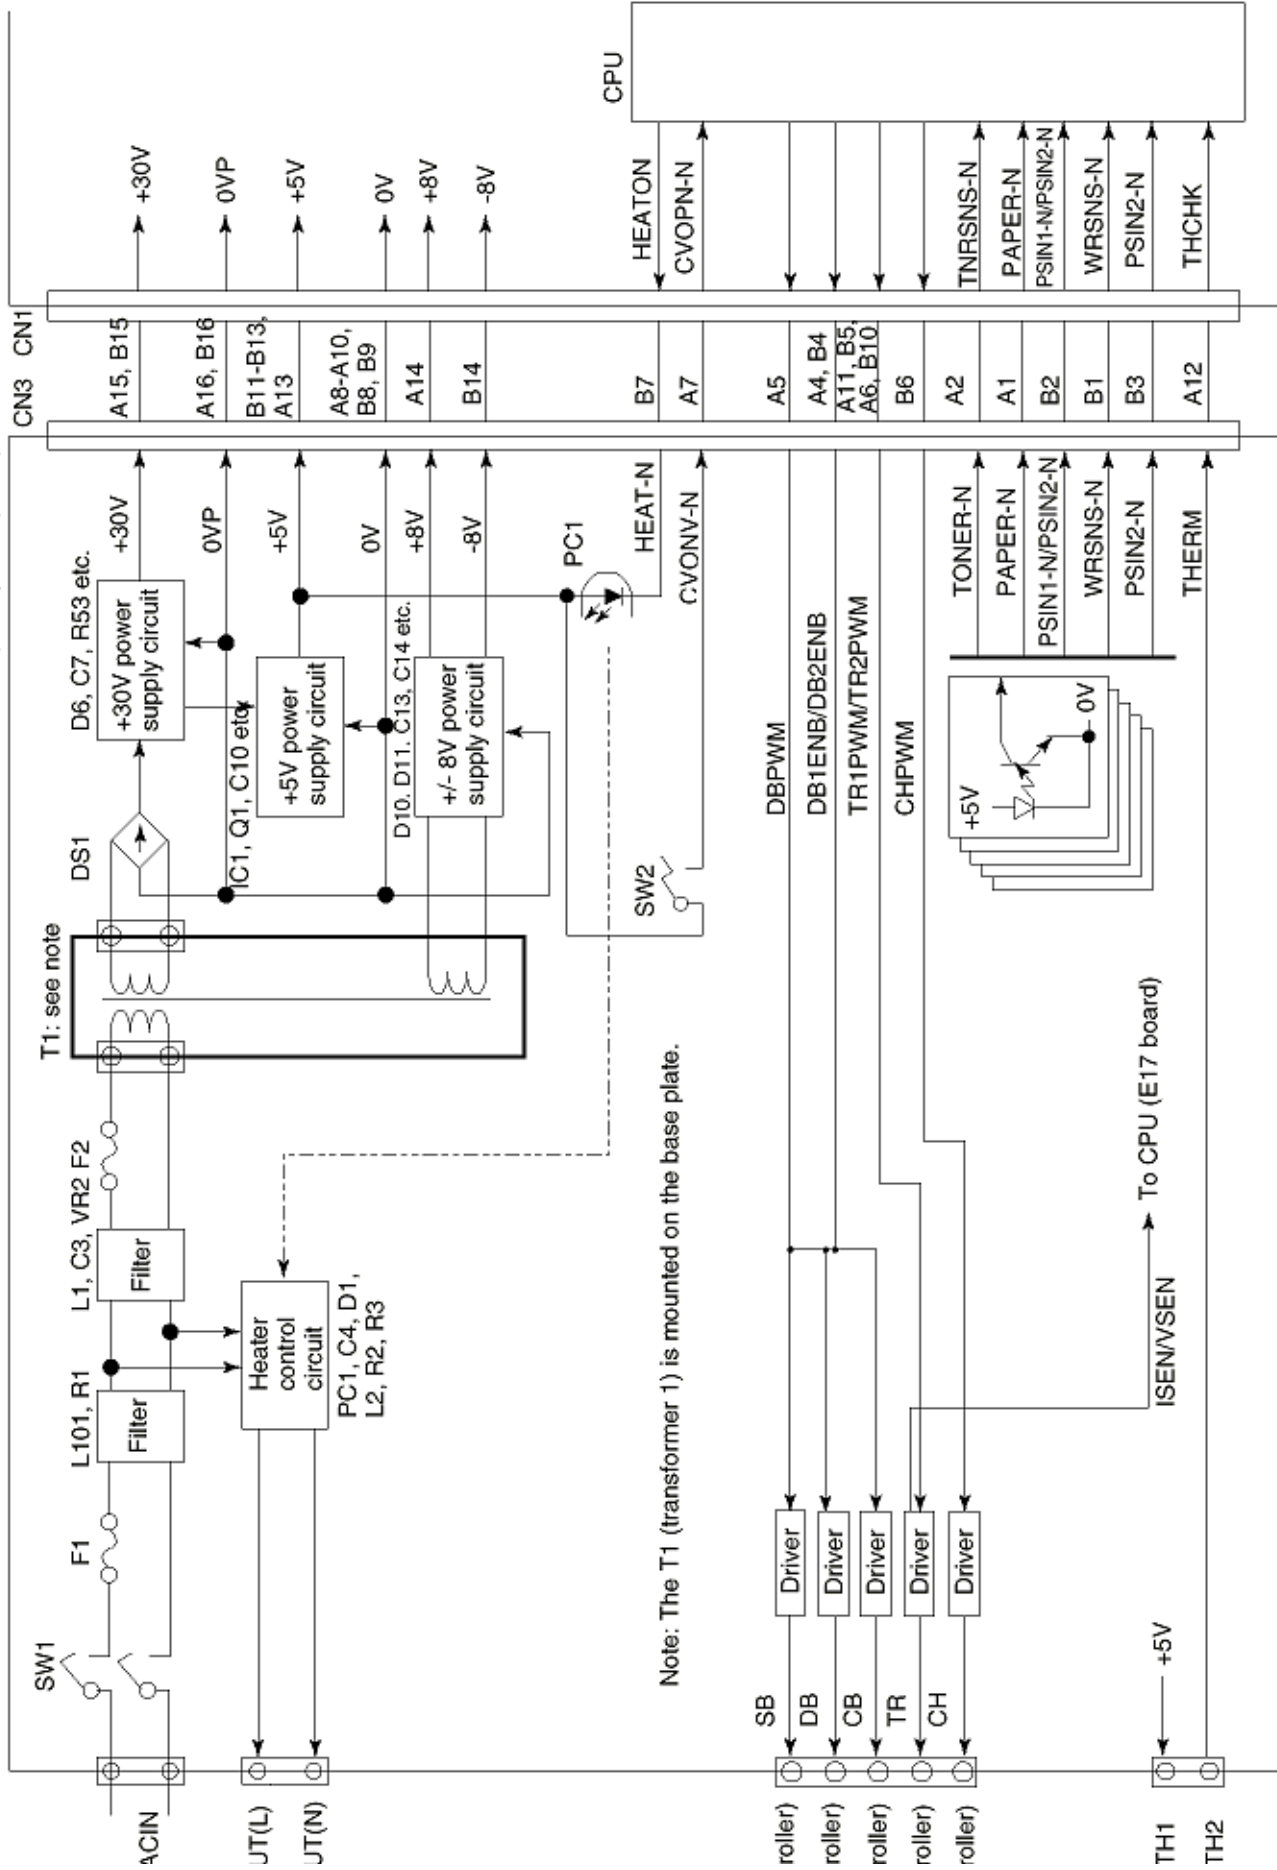 CPU
+30V
0VP
+5V
0V
+8V
-8V
HEATON
CVOPN-N
TNRSNS-N
PAPER-N
PSIN1-N/PSIN2-N
WRSNS-N
PSIN2-N
THCHK
CN1
CN3
A15, B15
A16, B16
B11-B13,
A13
A8-A10,
B8, B9
A14
B14
B7
A7
A5
A4, B4
A11, B5,
A6, B10
B6
A2
A1
B2
B1
B3
A12
+30V
0VP
+5V
0V
+8V
-8V
HEAT-N
CVONV-N
TONER-N
PAPER-N
PSIN1-N/PSIN2-N
WRSNS-N
PSIN2-N
THERM
D6, C7, R53 etc.
+30V power
supply circuit
IC1, Q1, C10 etc.
+5V power
supply circuit
D10. D11. C13, C14 etc.
+/- 8V power
supply circuit
PC1
DS1
SW2
DBPWM
DB1ENB/DB2ENB
TR1PWM/TR2PWM
CHPWM
+5V
0V
T1: see note
L1, C3, VR2 F2
Filter
L101, R1
Filter
Heater
control
circuit
PC1, C4, D1,
L2, R2, R3
F1
SW1
Note: The T1 (transformer 1) is mounted on the base plate.
To CPU (E17 board)
ISEN/VSEN
Driver
Driver
Driver
Driver
Driver
SB
DB
CB
TR
CH
+5V
ACIN
UT(L)
UT(N)
roller)
roller)
roller)
roller)
roller)
TH1
TH2